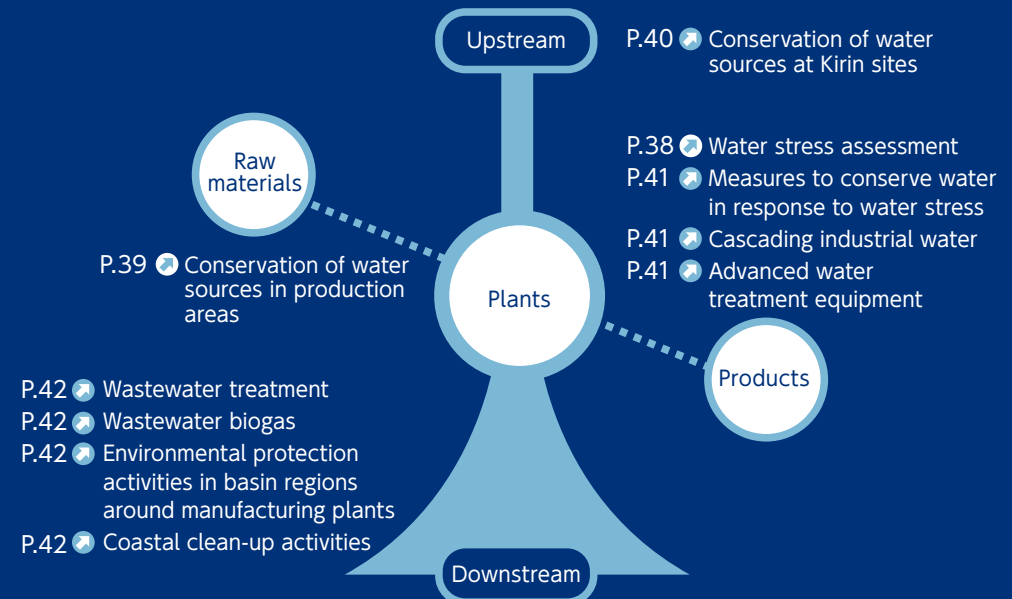 Upstream
P.40 Conservation of water
sources at Kirin sites
Raw
materials
P.38 Water stress assessment
P.41 Measures to conserve water
in response to water stress
P.41 Cascading industrial water
P.41 Advanced water
treatment equipment
P.39 Conservation of water
sources in production
areas
Plants
Products
P.42 Wastewater treatment
P.42 Wastewater biogas
P.42 Environmental protection
activities in basin regions
around manufacturing plants
P.42 Coastal clean-up activities
Downstream